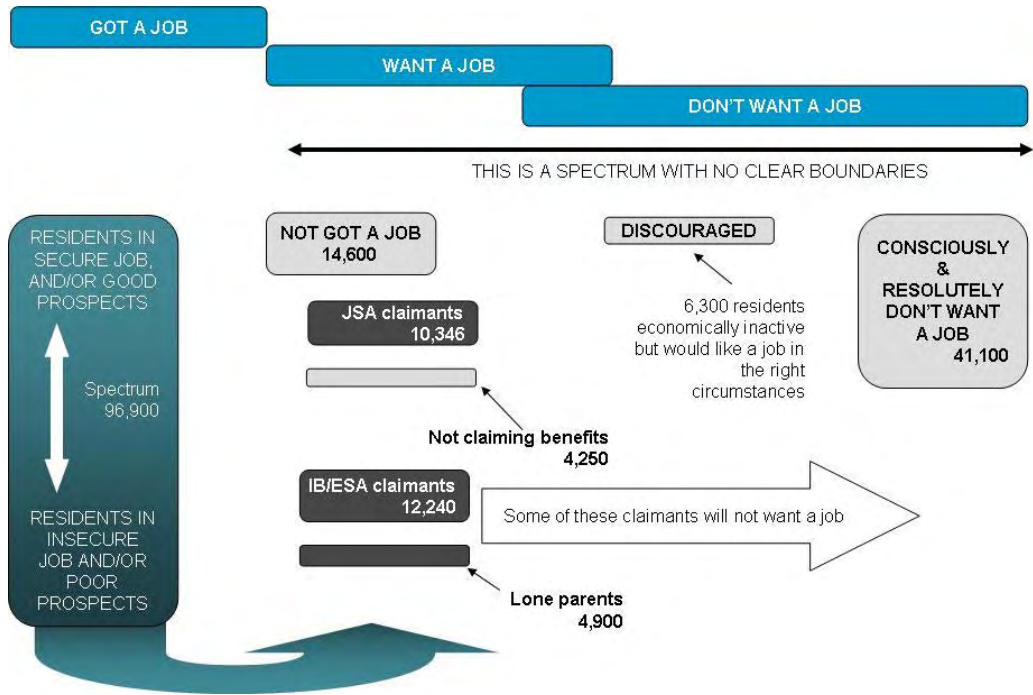 GOT A JOB
WANT A JOB
DON'T WANT A JOB
THIS IS A SPECTRUM WITH NO CLEAR BOUNDARIES
RESIDENTS IN
SECURE JOB,
AND/OR GOOD
PROSPECTS
Spectrum
96,900
RESIDENTS IN
INSECURE
JOB AND/OR
POOR
PROSPECTS
NOT GOT A JOB
14,600
JSA claimants
10,346
Not claiming benefits
4,250
IB/ESA claimants
12,240
Lone parents
4,900
DISCOURAGED
6,300 residents
economically inactive
but would like a job in
the right
circumstances
Some of these claimants will not want a job
CONSCIOUSLY
&
RESOLUTELY
DON'T WANT
A JOB
41,100